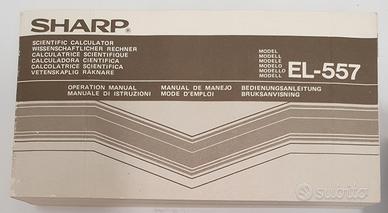 SHARP®
SCIENTIFIC CALCULATOR
WISSENSCHAFTLICHER RECHNER
CALCULATRICE SCIENTIFIQUE
CALCULADORA CIENTIFICA
CALCOLATRICE SCIENTIFICA
VETENSKAPLIG RÄKNARE
MODEL
MODELL
MODELE
MODELO
MODELLO
MODELL
EL-557
OPERATION MANUAL MANUAL DE MANEJO BEDIENUNGSANLEITUNG
MANUALE DI ISTRUZIONI MODE D'EMPLOI BRUKSANVISNING
subito